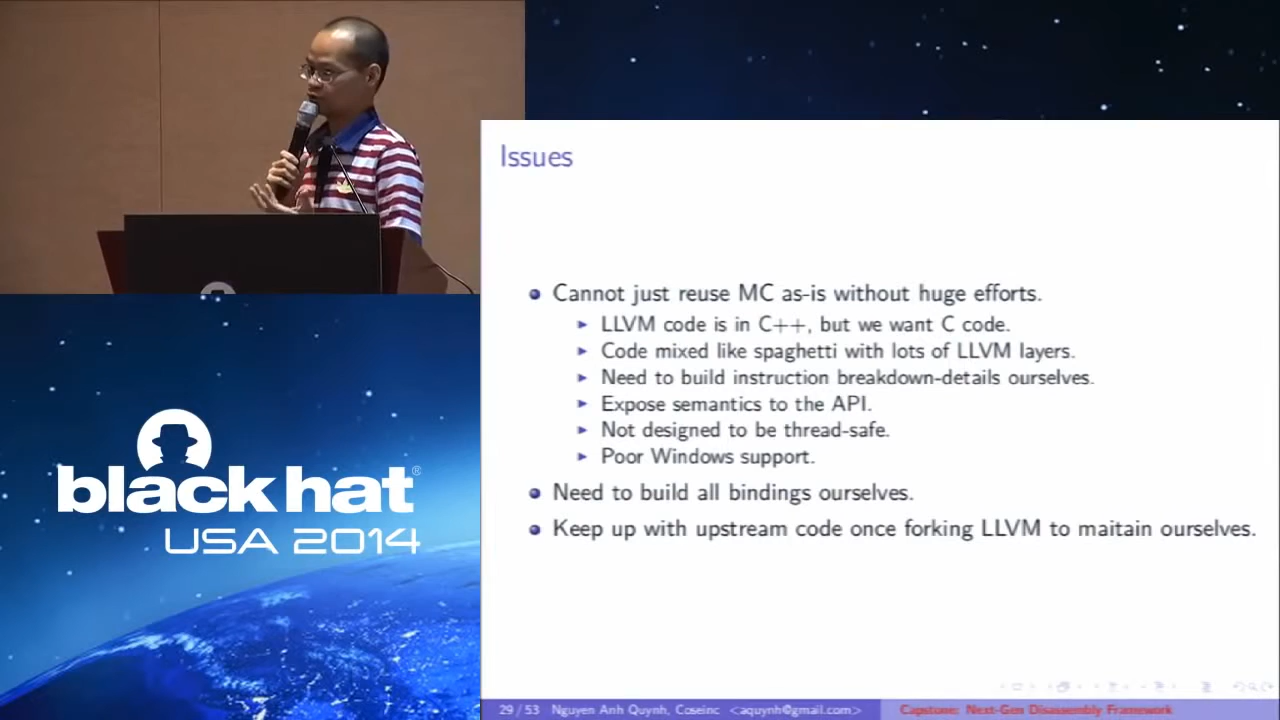 Issues
Cannot just reuse MC as-is without huge efforts.
LLVM code is in C++, but we want C code.
Code mixed like spaghetti with lots of LLVM layers.
Need to build instruction breakdown-details ourselves.
Expose semantics to the API.
Not designed to be thread-safe.
Poor Windows support.
Need to build all bindings ourselves.
Keep up with upstream code once forking LLVM to maitain ourselves.
29 / 53 Nguyen Anh Quynh, Coseinc <aquynh@gmail.com> Capstone: Next-Gen Disassembly Framework
black hat®
USA 2014